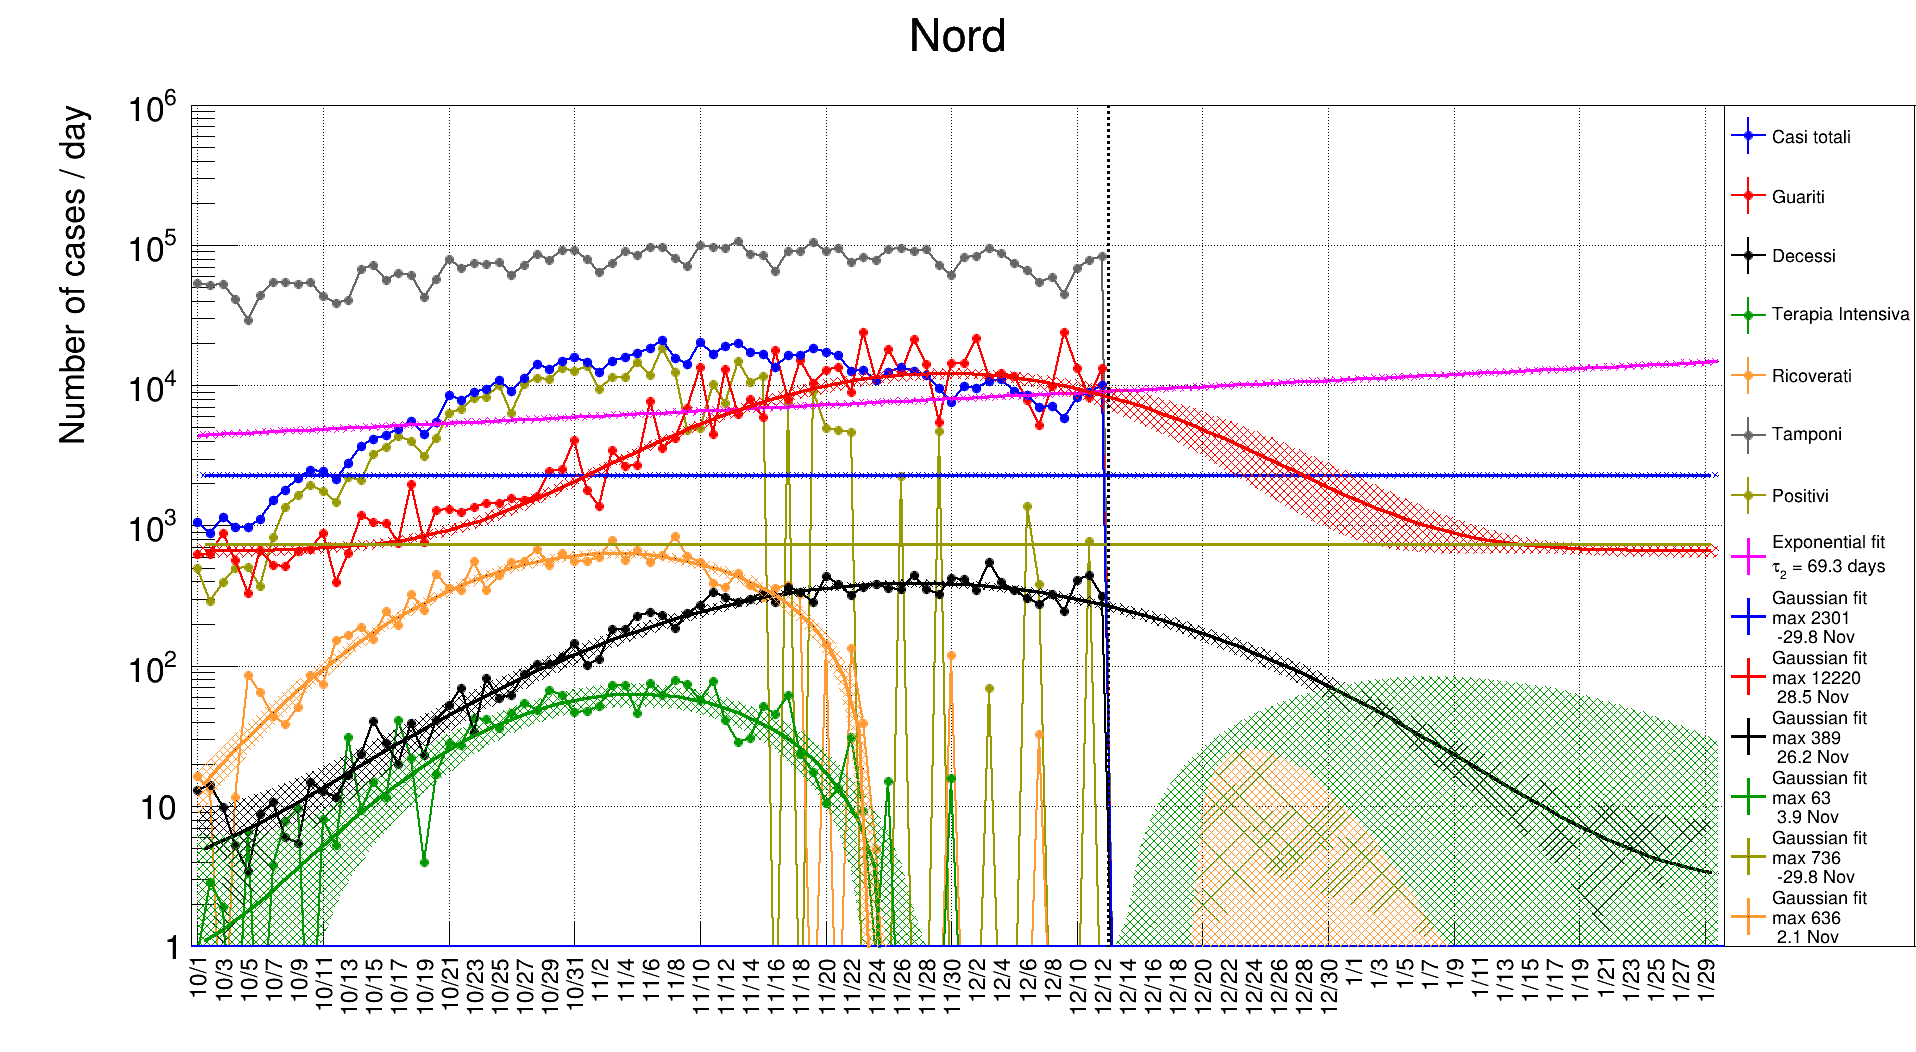 Nord
Number of cases / day
10^6
10^5
10^4
10^3
10^2
10
1
10/1
10/3
10/5
10/7
10/9
10/11
10/13
10/15
10/17
10/19
10/21
10/23
10/25
10/27
10/29
10/31
11/2
11/4
11/6
11/8
11/10
11/12
11/14
11/16
11/18
11/20
11/22
11/24
11/26
11/28
11/30
12/2
12/4
12/6
12/8
12/10
12/12
12/14
12/16
12/18
12/20
12/22
12/24
12/26
12/28
12/30
1/1
1/3
1/5
1/7
1/9
1/11
1/13
1/15
1/17
1/19
1/21
1/23
1/25
1/27
1/29
Casi totali
Guariti
Decessi
Terapia Intensiva
Ricoverati
Tamponi
Positivi
Exponential fit
τ2 = 69.3 days
Gaussian fit
max 2301
-29.8 Nov
Gaussian fit
max 12220
28.5 Nov
Gaussian fit
max 389
26.2 Nov
Gaussian fit
max 63
3.9 Nov
Gaussian fit
max 736
-29.8 Nov
Gaussian fit
max 636
2.1 Nov